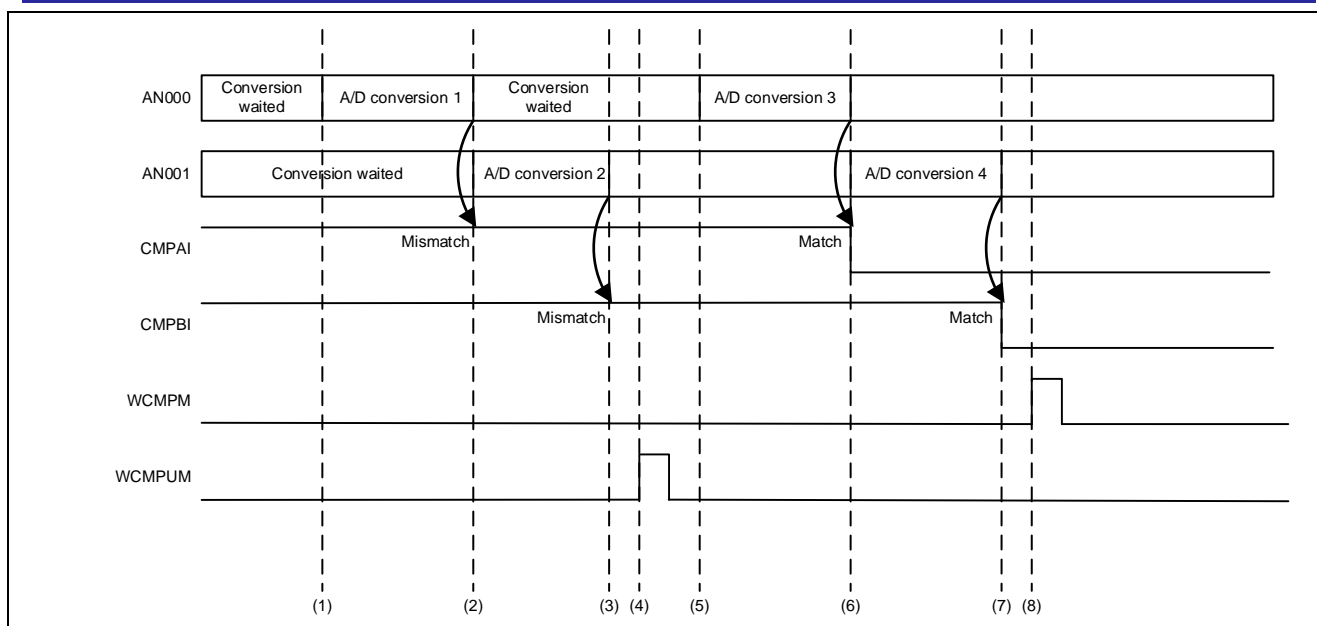 AN000
Conversion
waited
A/D conversion 1
Conversion
waited
A/D conversion 3
AN001
Conversion waited
A/D conversion 2
A/D conversion 4
CMPAI
Mismatch
Match
CMPBI
Mismatch
Match
WCMPM
WCMPUM
(1) (2) (3) (4) (5) (6) (7) (8)